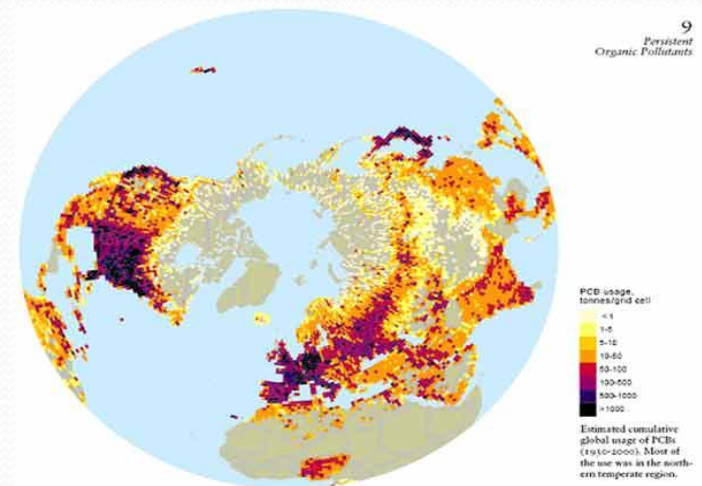 9
Persistent
Organic Pollutants
PCB usage,
tonnes/grid cell
<1
1-5
5-10
10-50
50-100
100-500
500-1000
>1000
Estimated cumulative
global usage of PCBs
(1930-2000). Most of
the use was in the north-
ern temperate region.